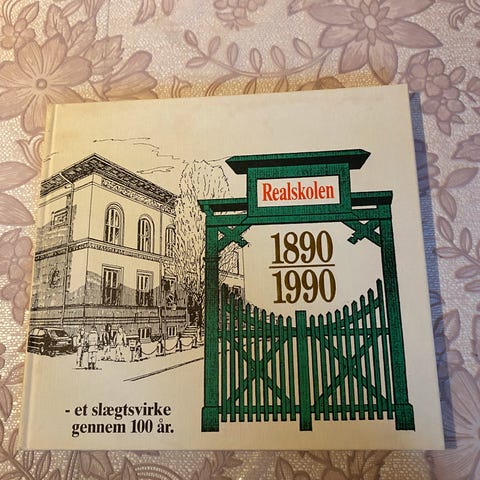 Realskolen
1890
1990
- et slægtsvirke
gennem 100 år.